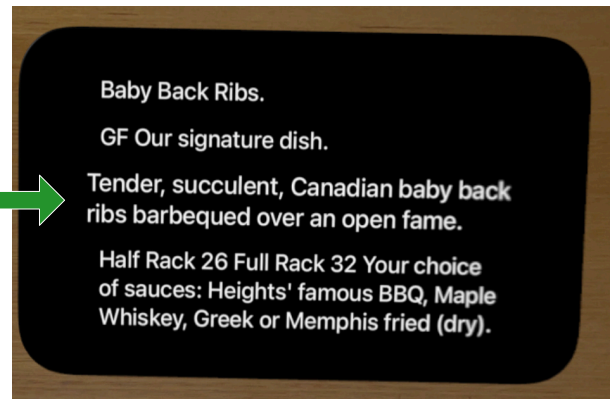 Baby Back Ribs.
GF Our signature dish.
Tender, succulent, Canadian baby back
ribs barbequed over an open fame.
Half Rack 26 Full Rack 32 Your choice
of sauces: Heights' famous BBQ, Maple
Whiskey, Greek or Memphis fried (dry).